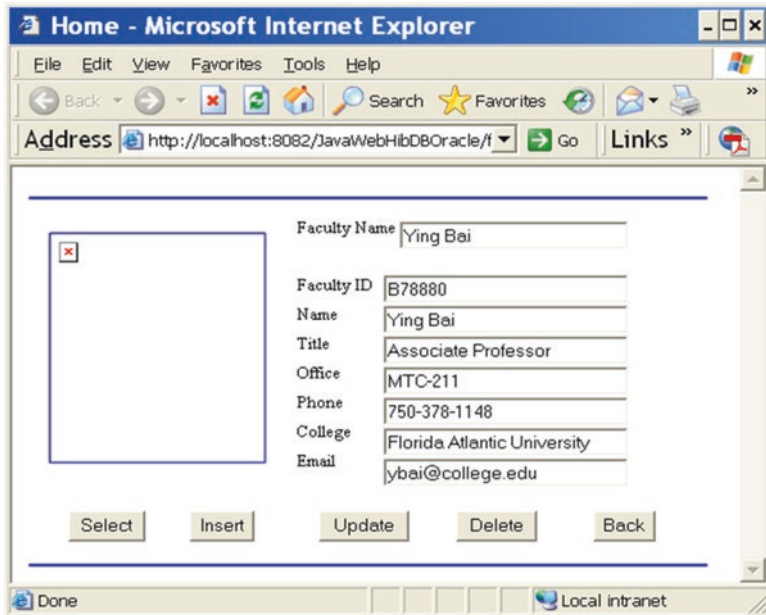 Home - Microsoft Internet Explorer
File Edit View Favorites Tools Help
Back Search Favorites »
Address http://localhost:8082/JavaWebHibDBOracle/f Go Links »
Faculty Name Ying Bai
Faculty ID B78880
Name Ying Bai
Title Associate Professor
Office MTC-211
Phone 750-378-1148
College Florida Atlantic University
Email ybai@college.edu
Select Insert Update Delete Back
Done Local intranet